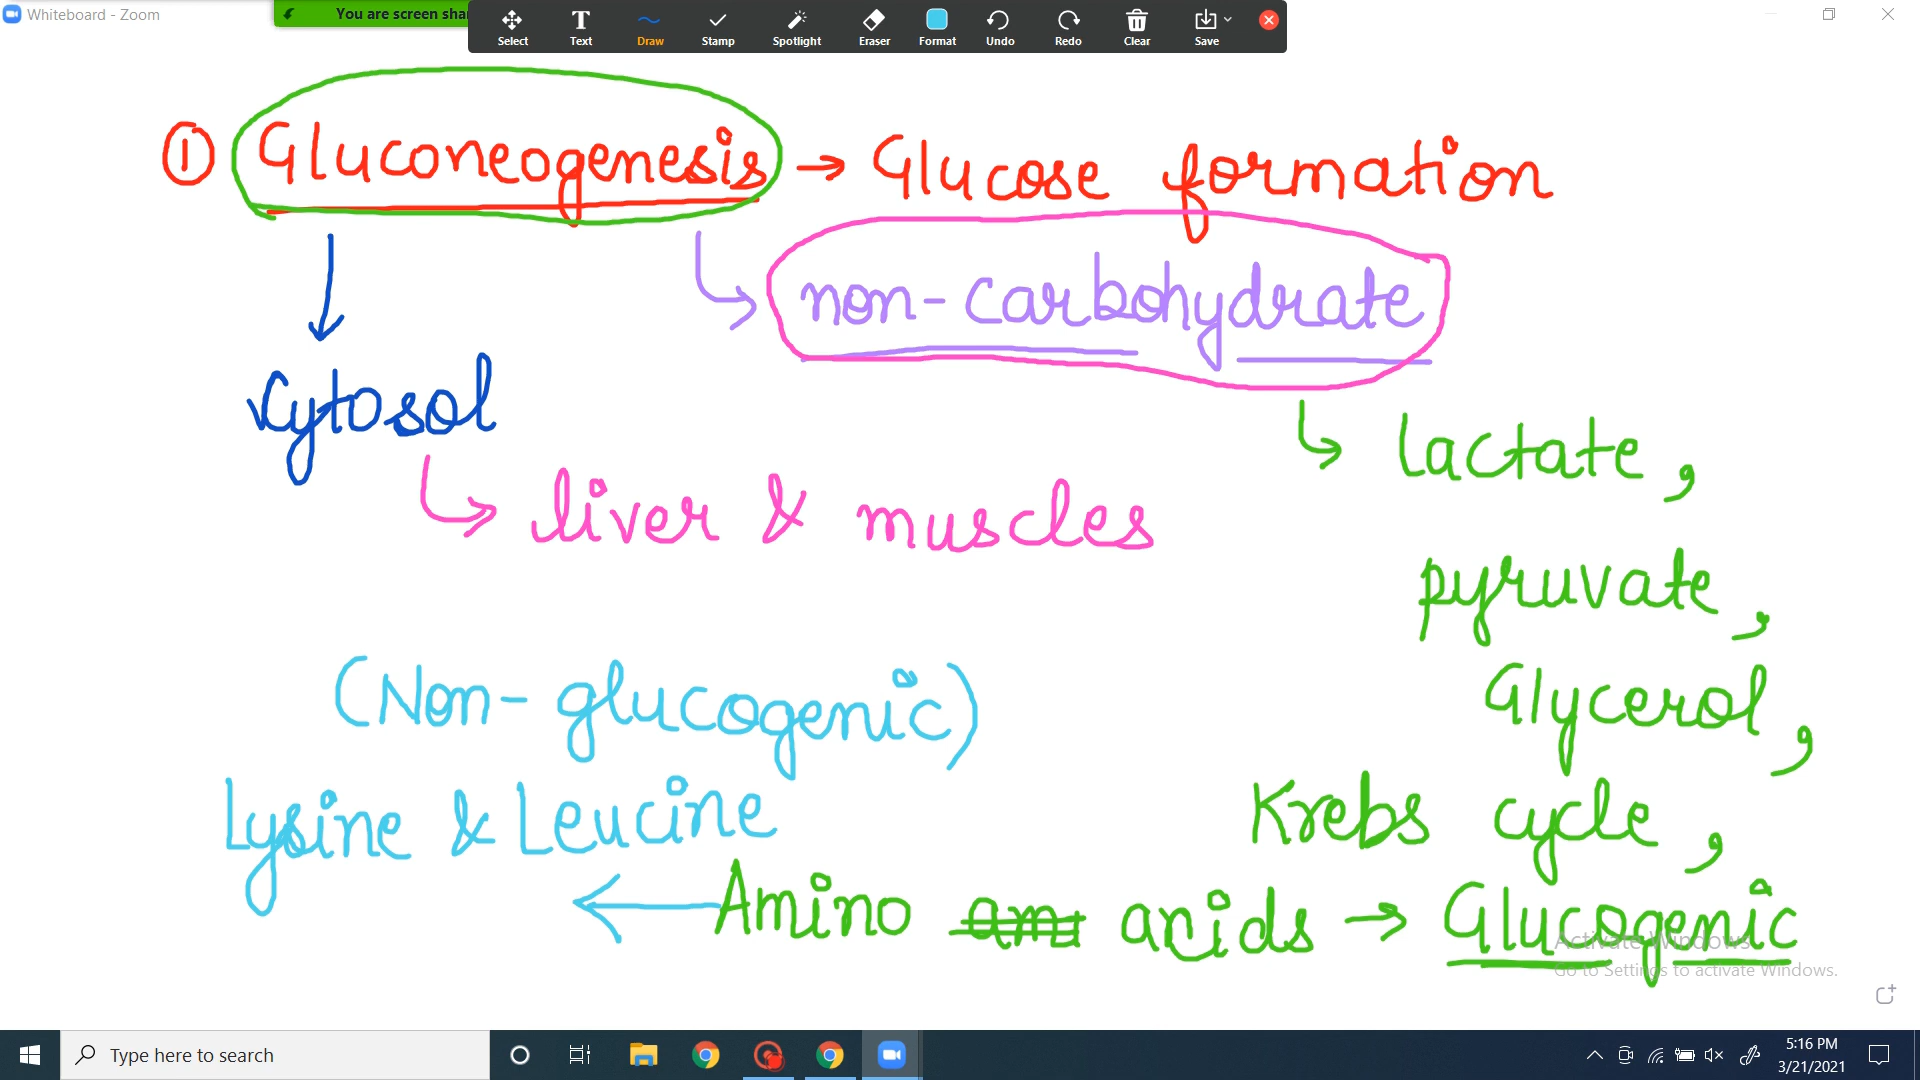 Whiteboard - Zoom
You are screen sha
Select Text Draw Stamp Spotlight Eraser Format Undo Redo Clear Save
① Gluconeogenesis → Glucose formation
non-carbohydrate
Cytosol
lactate,
liver & muscles
pyruvate,
(Non-glucogenic)
Glycerol,
Lysine & Leucine
Krebs cycle,
Amino acids → Glucogenic
Activate Windows
Go to Settings to activate Windows.
Type here to search
5:16 PM
3/21/2021